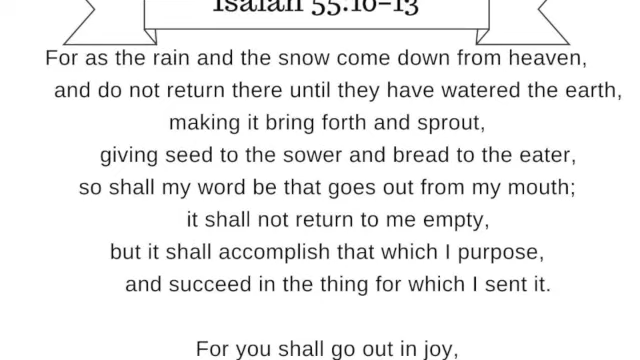 Isaiah 55:10–13
For as the rain and the snow come down from heaven,
and do not return there until they have watered the earth,
making it bring forth and sprout,
giving seed to the sower and bread to the eater,
so shall my word be that goes out from my mouth;
it shall not return to me empty,
but it shall accomplish that which I purpose,
and succeed in the thing for which I sent it.
For you shall go out in joy,